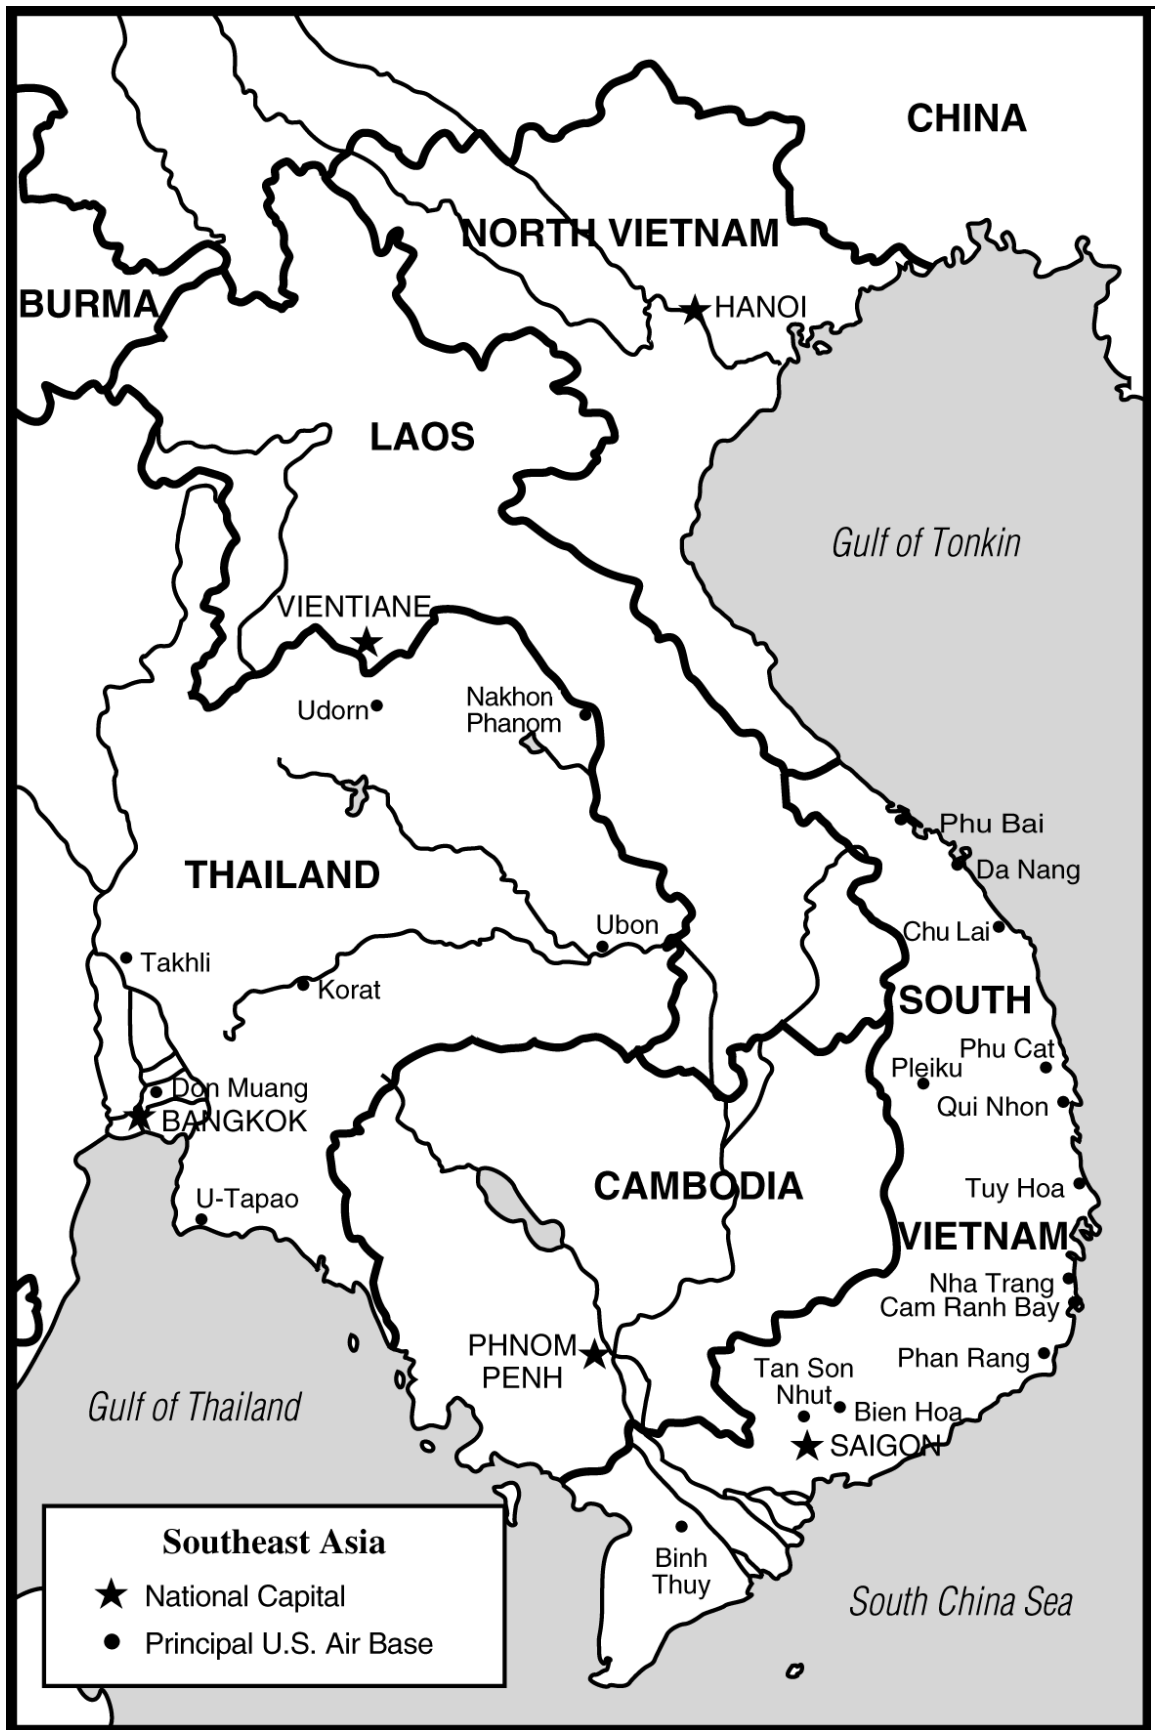 CHINA
NORTH VIETNAM
BURMA
HANOI
LAOS
Gulf of Tonkin
VIENTIANE
Udorn
Nakhon
Phanom
Phu Bai
THAILAND
Da Nang
Ubon
Chu Lai
Takhli
Korat
SOUTH
Phu Cat
Pleiku
Don Muang
Qui Nhon
BANGKOK
CAMBODIA
Tuy Hoa
U-Tapao
VIETNAM
Nha Trang
Cam Ranh Bay
PHNOM
PENH
Phan Rang
Tan Son
Nhut
Gulf of Thailand
Bien Hoa
SAIGON
Southeast Asia
National Capital
Principal U.S. Air Base
Binh
Thuy
South China Sea